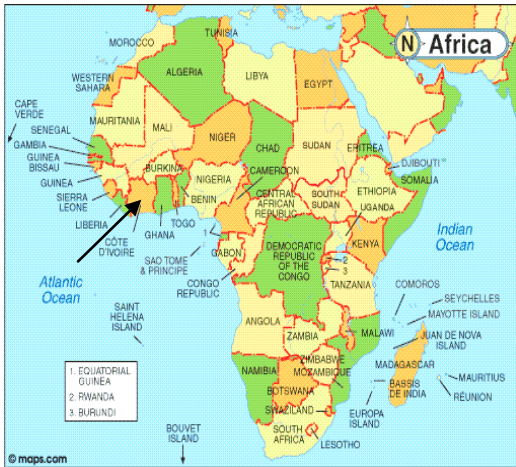 N Africa
TUNISIA
MOROCCO
ALGERIA
LIBYA
EGYPT
WESTERN
SAHARA
CAPE
VERDE
MAURITANIA
MALI
NIGER
CHAD
SUDAN
ERITREA
SENEGAL
GAMBIA
GUINEA
BISSAU
GUINEA
SIERRA
LEONE
LIBERIA
CÔTE
D'IVOIRE
BURKINA
GHANA
TOGO
BENIN
NIGERIA
CAMEROON
CENTRAL
AFRICAN
REPUBLIC
SOUTH
SUDAN
DJIBOUTI
SOMALIA
ETHIOPIA
UGANDA
KENYA
Indian
Ocean
SAO TOME
& PRINCIPE
1
GABON
CONGO
REPUBLIC
DEMOCRATIC
REPUBLIC
OF THE
CONGO
2
3
TANZANIA
Atlantic
Ocean
SAINT
HELENA
ISLAND
COMOROS
SEYCHELLES
MAYOTTE ISLAND
JUAN DE NOVA
ISLAND
ANGOLA
ZAMBIA
MALAWI
ZIMBABWE
MOZAMBIQUE
MADAGASCAR
BASSIS
DE INDIA
MAURITIUS
RÉUNION
EUROPA
ISLAND
NAMIBIA
BOTSWANA
SWAZILAND
SOUTH
AFRICA
LESOTHO
BOUVET
ISLAND
1. EQUATORIAL
GUINEA
2 RWANDA
3 BURUNDI
© maps.com